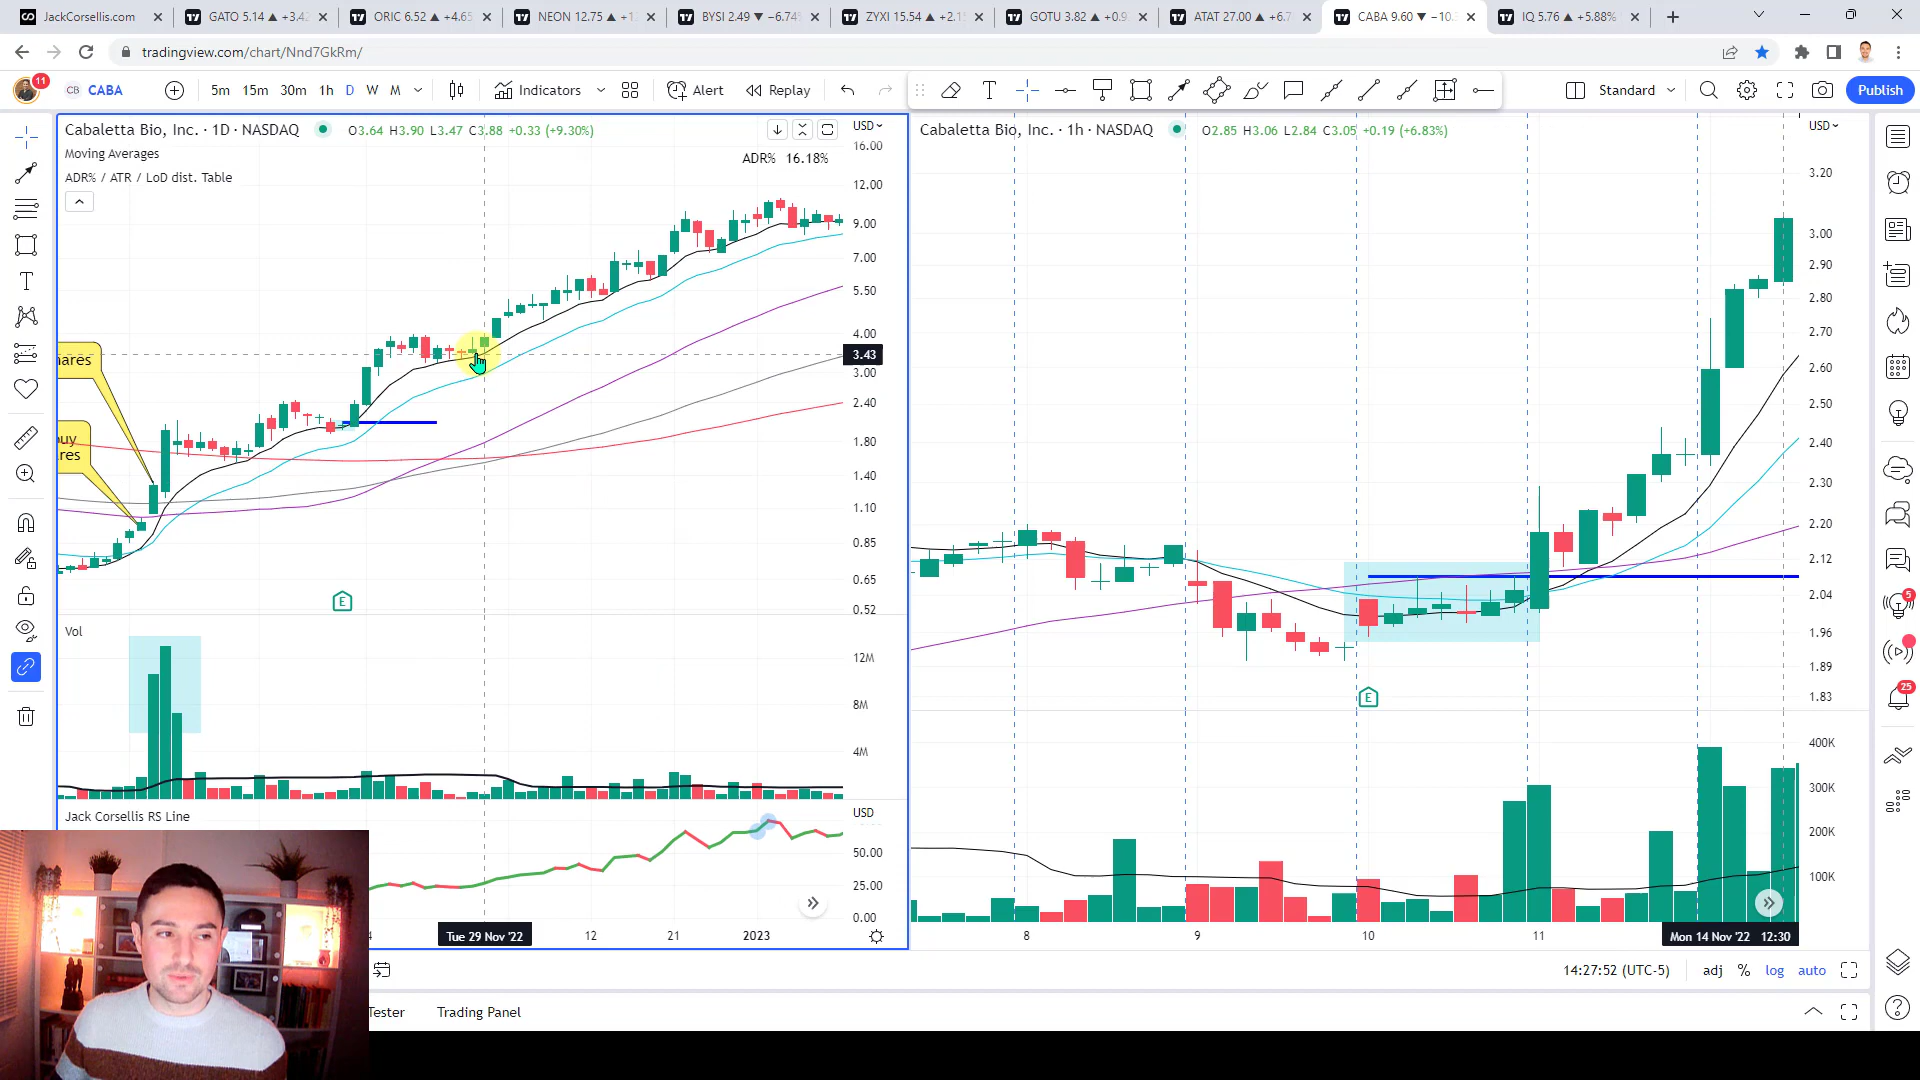 JackCorsellis.com
GATO 5.14 ▲ +3.42
ORIC 6.52 ▲ +4.65
NEON 12.75 ▲
BYSI 2.49 ▼ −6.74%
ZYXI 15.54 ▲ +2.1
GOTU 3.82 ▲ +0.9
ATAT 27.00 ▲ +6.7
CABA 9.60 ▼ −10.
IQ 5.76 ▲ +5.88%
tradingview.com/chart/Nnd7GkRm/
11
CB CABA
5m 15m 30m 1h D W M
Indicators
Alert
Replay
Standard
Publish
Cabaletta Bio, Inc. · 1D · NASDAQ
O3.64 H3.90 L3.47 C3.88 +0.33 (+9.30%)
USD
Moving Averages
ADR% 16.18%
ADR% / ATR / LoD dist. Table
16.00
12.00
9.00
7.00
5.50
4.00
3.43
3.00
2.40
1.80
1.40
1.10
0.85
0.65
0.52
hares
buy
res
E
Vol
12M
8M
4M
Jack Corsellis RS Line
USD
50.00
25.00
0.00
Tue 29 Nov '22
12
21
2023
Cabaletta Bio, Inc. · 1h · NASDAQ
O2.85 H3.06 L2.84 C3.05 +0.19 (+6.83%)
USD
3.20
3.00
2.90
2.80
2.70
2.60
2.50
2.40
2.30
2.20
2.12
2.04
1.96
1.89
1.83
E
400K
300K
200K
100K
8
9
10
11
Mon 14 Nov '22 12:30
5
25
14:27:52 (UTC-5)
adj
%
log
auto
Tester
Trading Panel